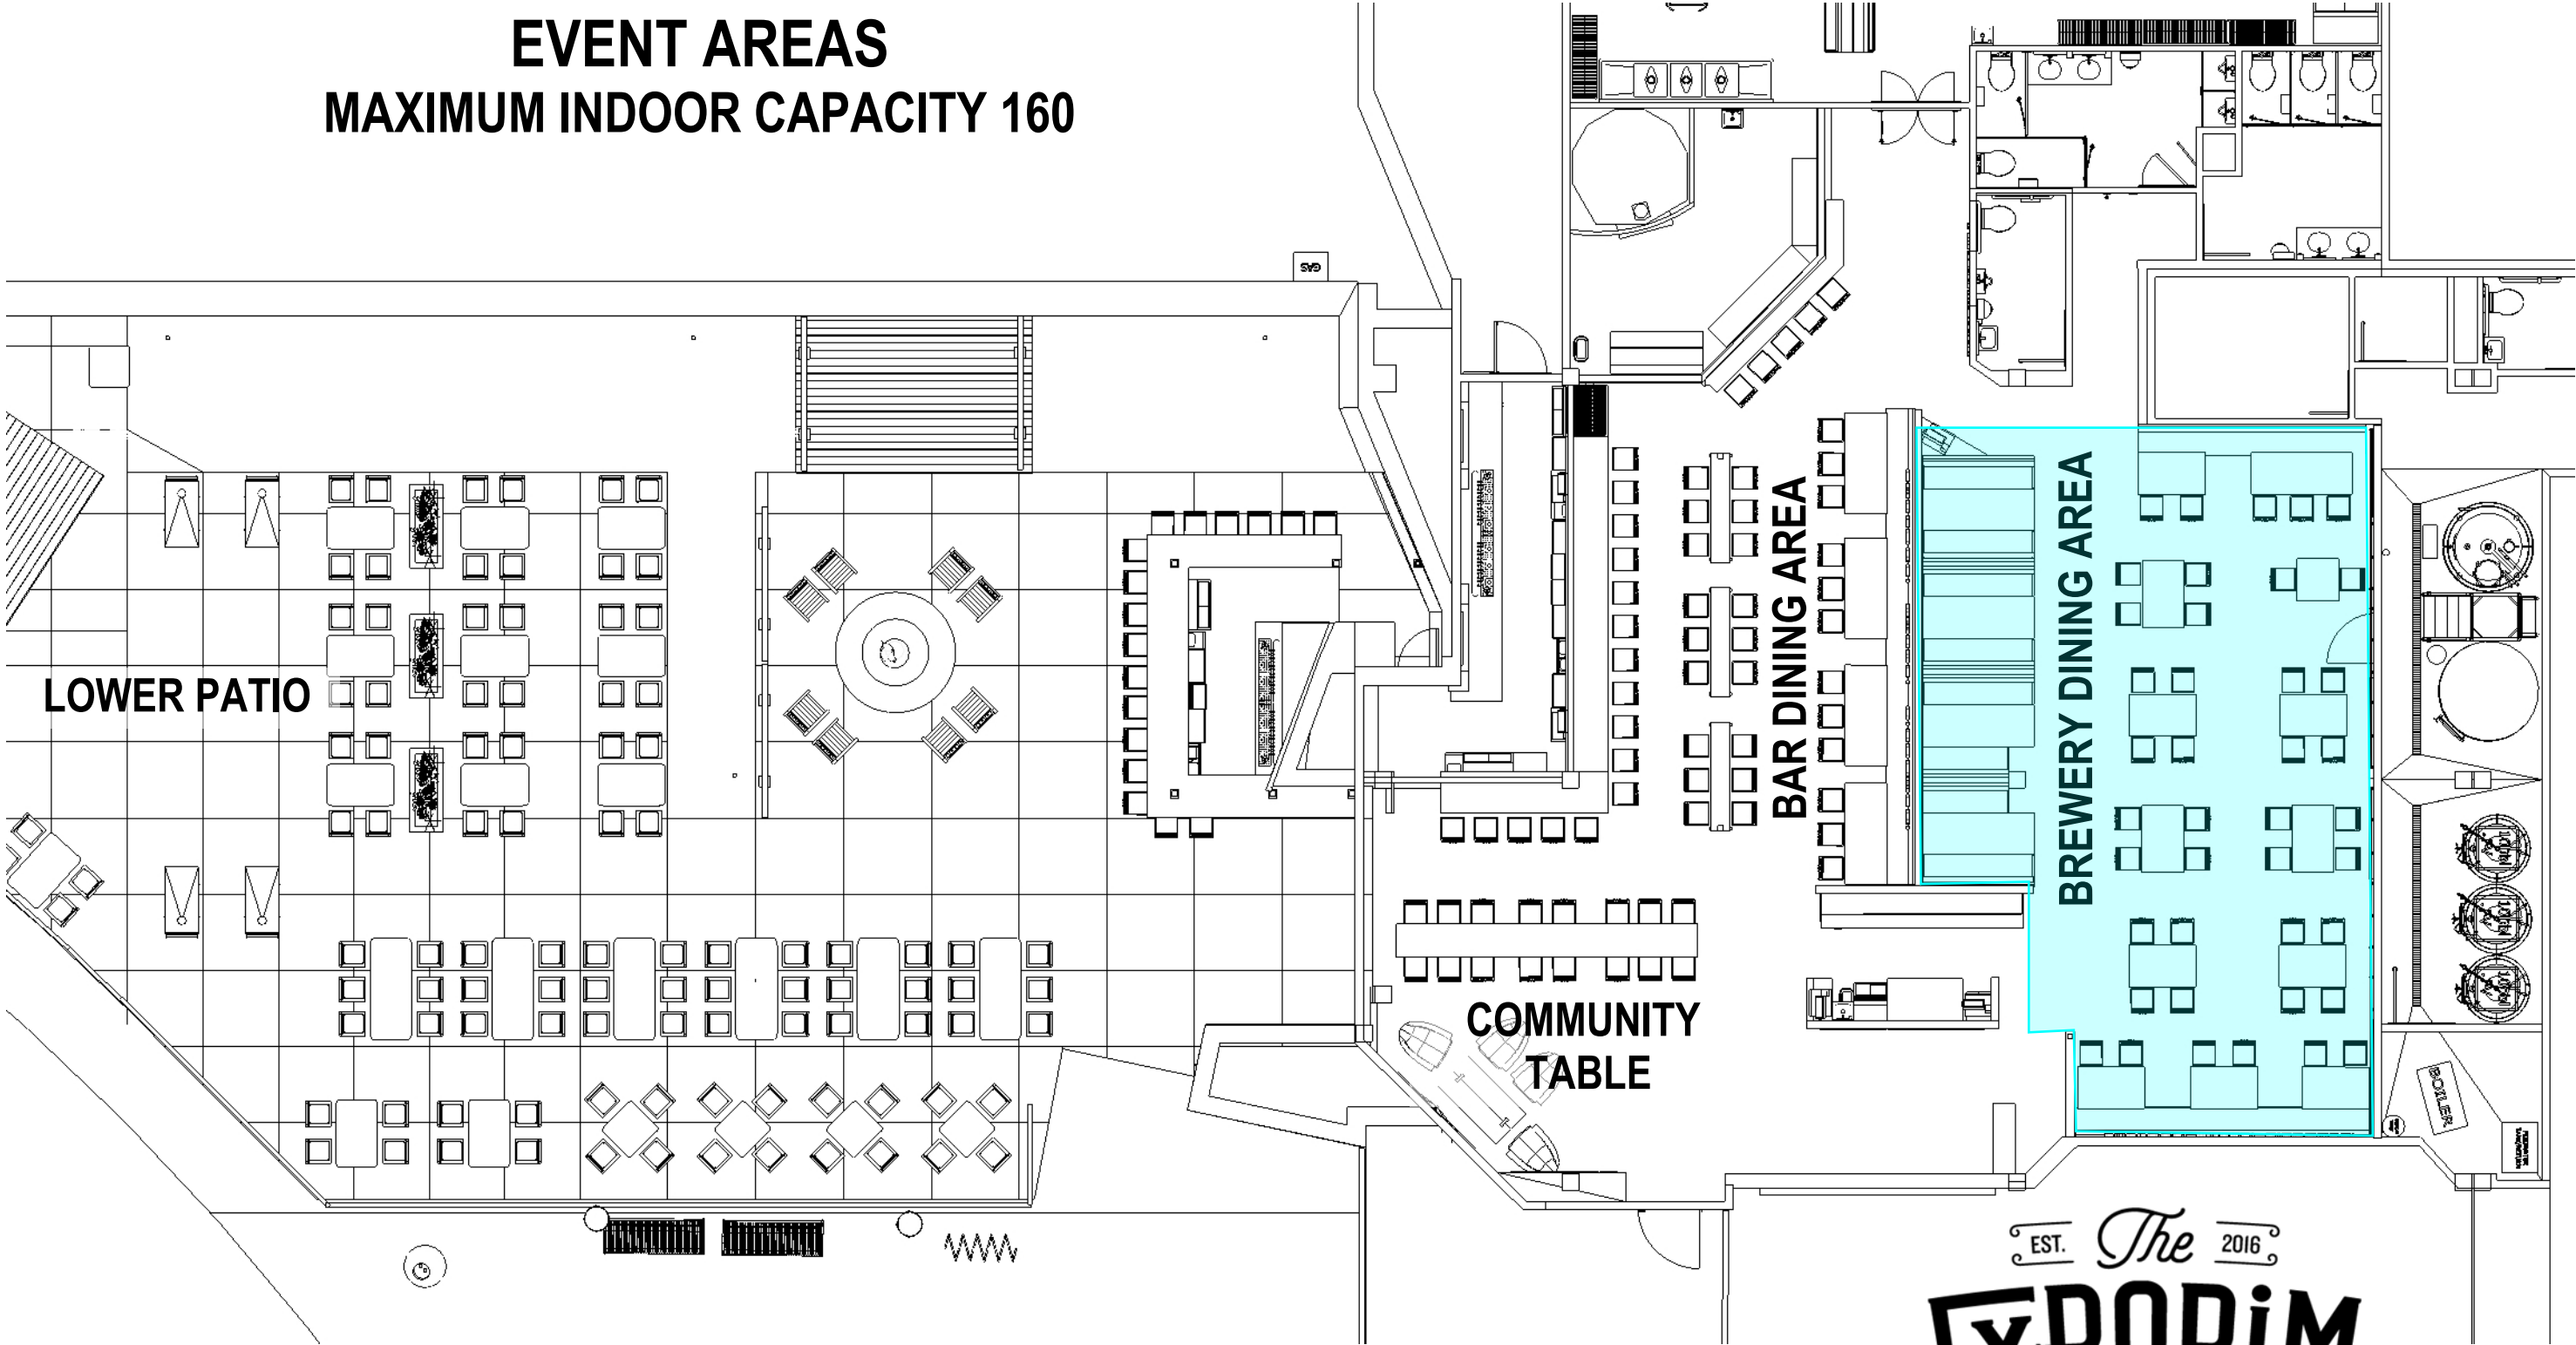 EVENT AREAS
MAXIMUM INDOOR CAPACITY 160
GAS
LOWER PATIO
BAR DINING AREA
BREWERY DINING AREA
COMMUNITY
TABLE
BOILER
EST. The 2016